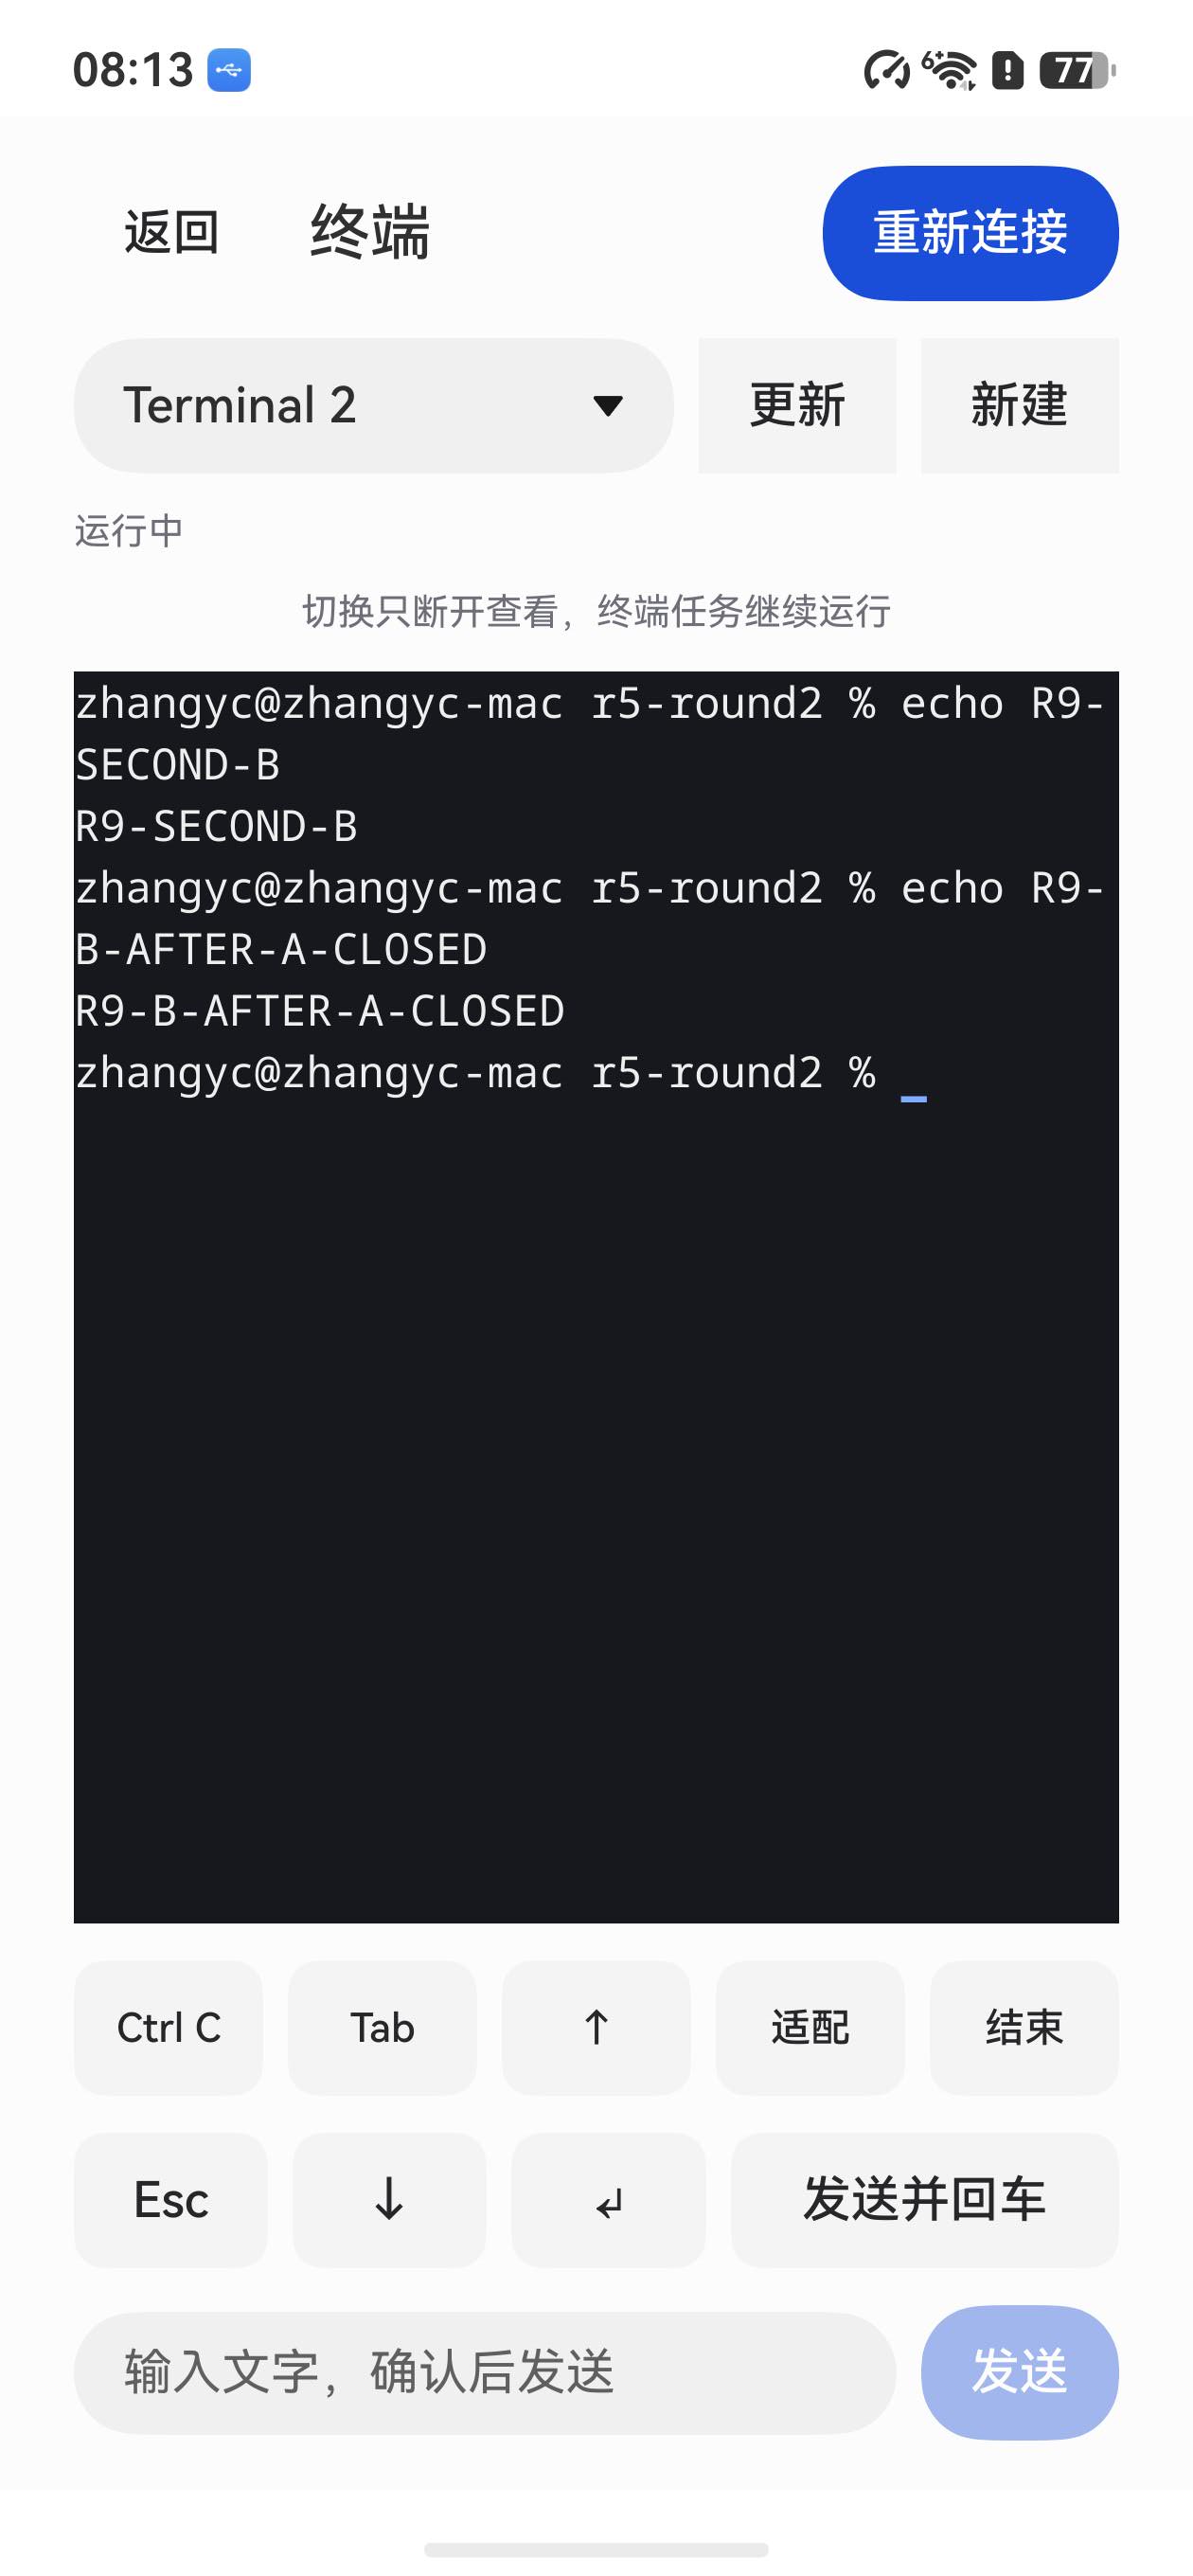 08:13
6+
77
返回 终端 重新连接
Terminal 2 更新 新建
运行中
切换只断开查看，终端任务继续运行
zhangyc@zhangyc-mac r5-round2 % echo R9-
SECOND-B
R9-SECOND-B
zhangyc@zhangyc-mac r5-round2 % echo R9-
B-AFTER-A-CLOSED
R9-B-AFTER-A-CLOSED
zhangyc@zhangyc-mac r5-round2 % _
Ctrl C Tab ↑ 适配 结束
Esc ↓ ↲ 发送并回车
输入文字，确认后发送 发送